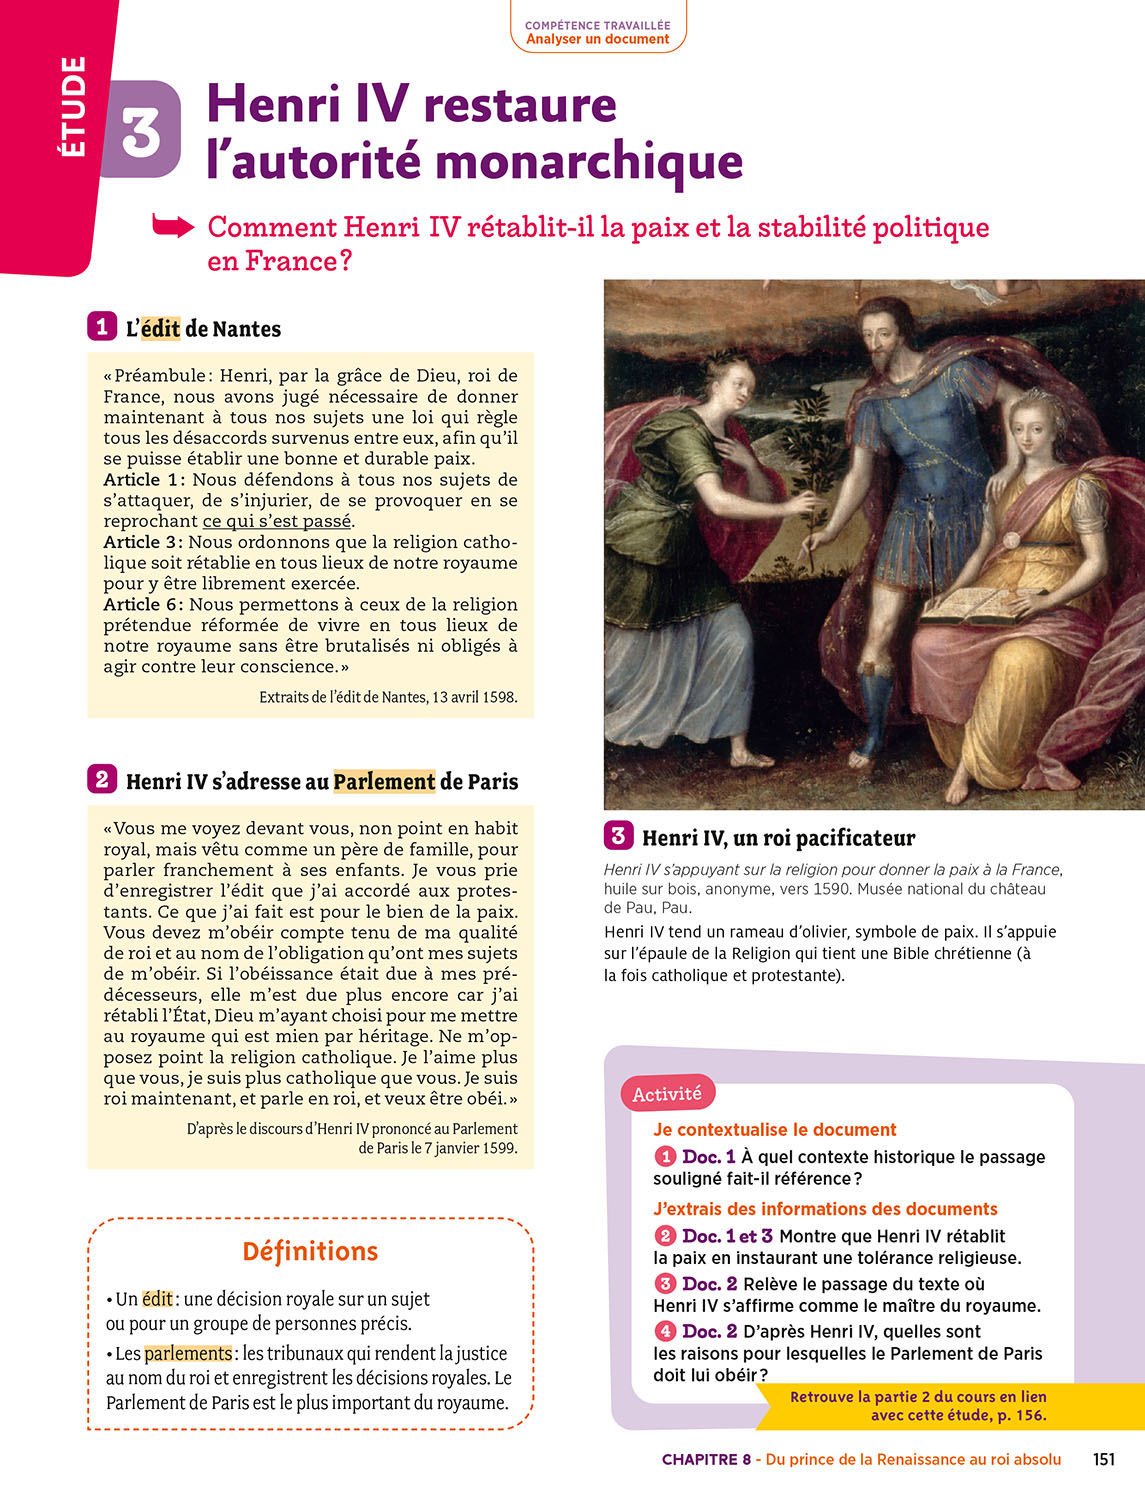 COMPÉTENCE TRAVAILLÉE
Analyser un document
ÉTUDE
3
Henri IV restaure
l'autorité monarchique
Comment Henri IV rétablit-il la paix et la stabilité politique
en France ?
1 L'édit de Nantes
« Préambule : Henri, par la grâce de Dieu, roi de
France, nous avons jugé nécessaire de donner
maintenant à tous nos sujets une loi qui règle
tous les désaccords survenus entre eux, afin qu'il
se puisse établir une bonne et durable paix.
Article 1 : Nous défendons à tous nos sujets de
s'attaquer, de s'injurier, de se provoquer en se
reprochant ce qui s'est passé.
Article 3 : Nous ordonnons que la religion catho-
lique soit rétablie en tous lieux de notre royaume
pour y être librement exercée.
Article 6 : Nous permettons à ceux de la religion
prétendue réformée de vivre en tous lieux de
notre royaume sans être brutalisés ni obligés à
agir contre leur conscience. »
Extraits de l'édit de Nantes, 13 avril 1598.
2 Henri IV s'adresse au Parlement de Paris
« Vous me voyez devant vous, non point en habit
royal, mais vêtu comme un père de famille, pour
parler franchement à ses enfants. Je vous prie
d'enregistrer l'édit que j'ai accordé aux protes-
tants. Ce que j'ai fait est pour le bien de la paix.
Vous devez m'obéir compte tenu de ma qualité
de roi et au nom de l'obligation qu'ont mes sujets
de m'obéir. Si l'obéissance était due à mes pré-
décesseurs, elle m'est due plus encore car j'ai
rétabli l'État, Dieu m'ayant choisi pour me mettre
au royaume qui est mien par héritage. Ne m'op-
posez point la religion catholique. Je l'aime plus
que vous, je suis plus catholique que vous. Je suis
roi maintenant, et parle en roi, et veux être obéi. »
D'après le discours d'Henri IV prononcé au Parlement
de Paris le 7 janvier 1599.
Définitions
• Un édit : une décision royale sur un sujet
ou pour un groupe de personnes précis.
• Les parlements : les tribunaux qui rendent la justice
au nom du roi et enregistrent les décisions royales. Le
Parlement de Paris est le plus important du royaume.
3 Henri IV, un roi pacificateur
Henri IV s'appuyant sur la religion pour donner la paix à la France,
huile sur bois, anonyme, vers 1590. Musée national du château
de Pau, Pau.
Henri IV tend un rameau d'olivier, symbole de paix. Il s'appuie
sur l'épaule de la Religion qui tient une Bible chrétienne (à
la fois catholique et protestante).
Activité
Je contextualise le document
1 Doc. 1 À quel contexte historique le passage
souligné fait-il référence ?
J'extrais des informations des documents
2 Doc. 1 et 3 Montre que Henri IV rétablit
la paix en instaurant une tolérance religieuse.
3 Doc. 2 Relève le passage du texte où
Henri IV s'affirme comme le maître du royaume.
4 Doc. 2 D'après Henri IV, quelles sont
les raisons pour lesquelles le Parlement de Paris
doit lui obéir ?
Retrouve la partie 2 du cours en lien
avec cette étude, p. 156.
CHAPITRE 8 - Du prince de la Renaissance au roi absolu 151